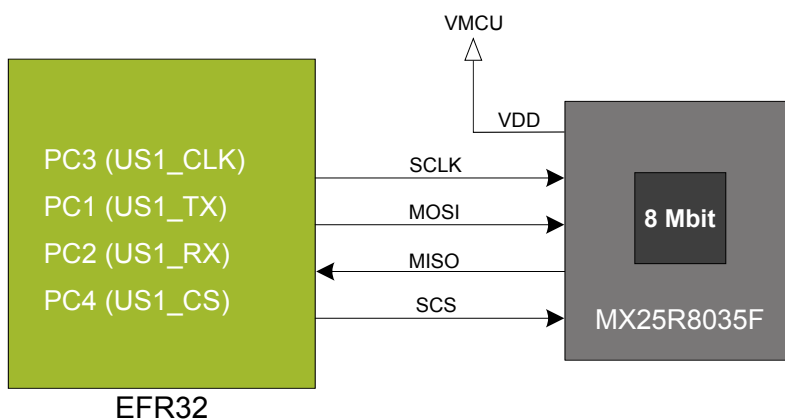 VMCU
VDD
PC3 (US1_CLK)
SCLK
PC1 (US1_TX)
MOSI
8 Mbit
PC2 (US1_RX)
MISO
PC4 (US1_CS)
SCS
MX25R8035F
EFR32